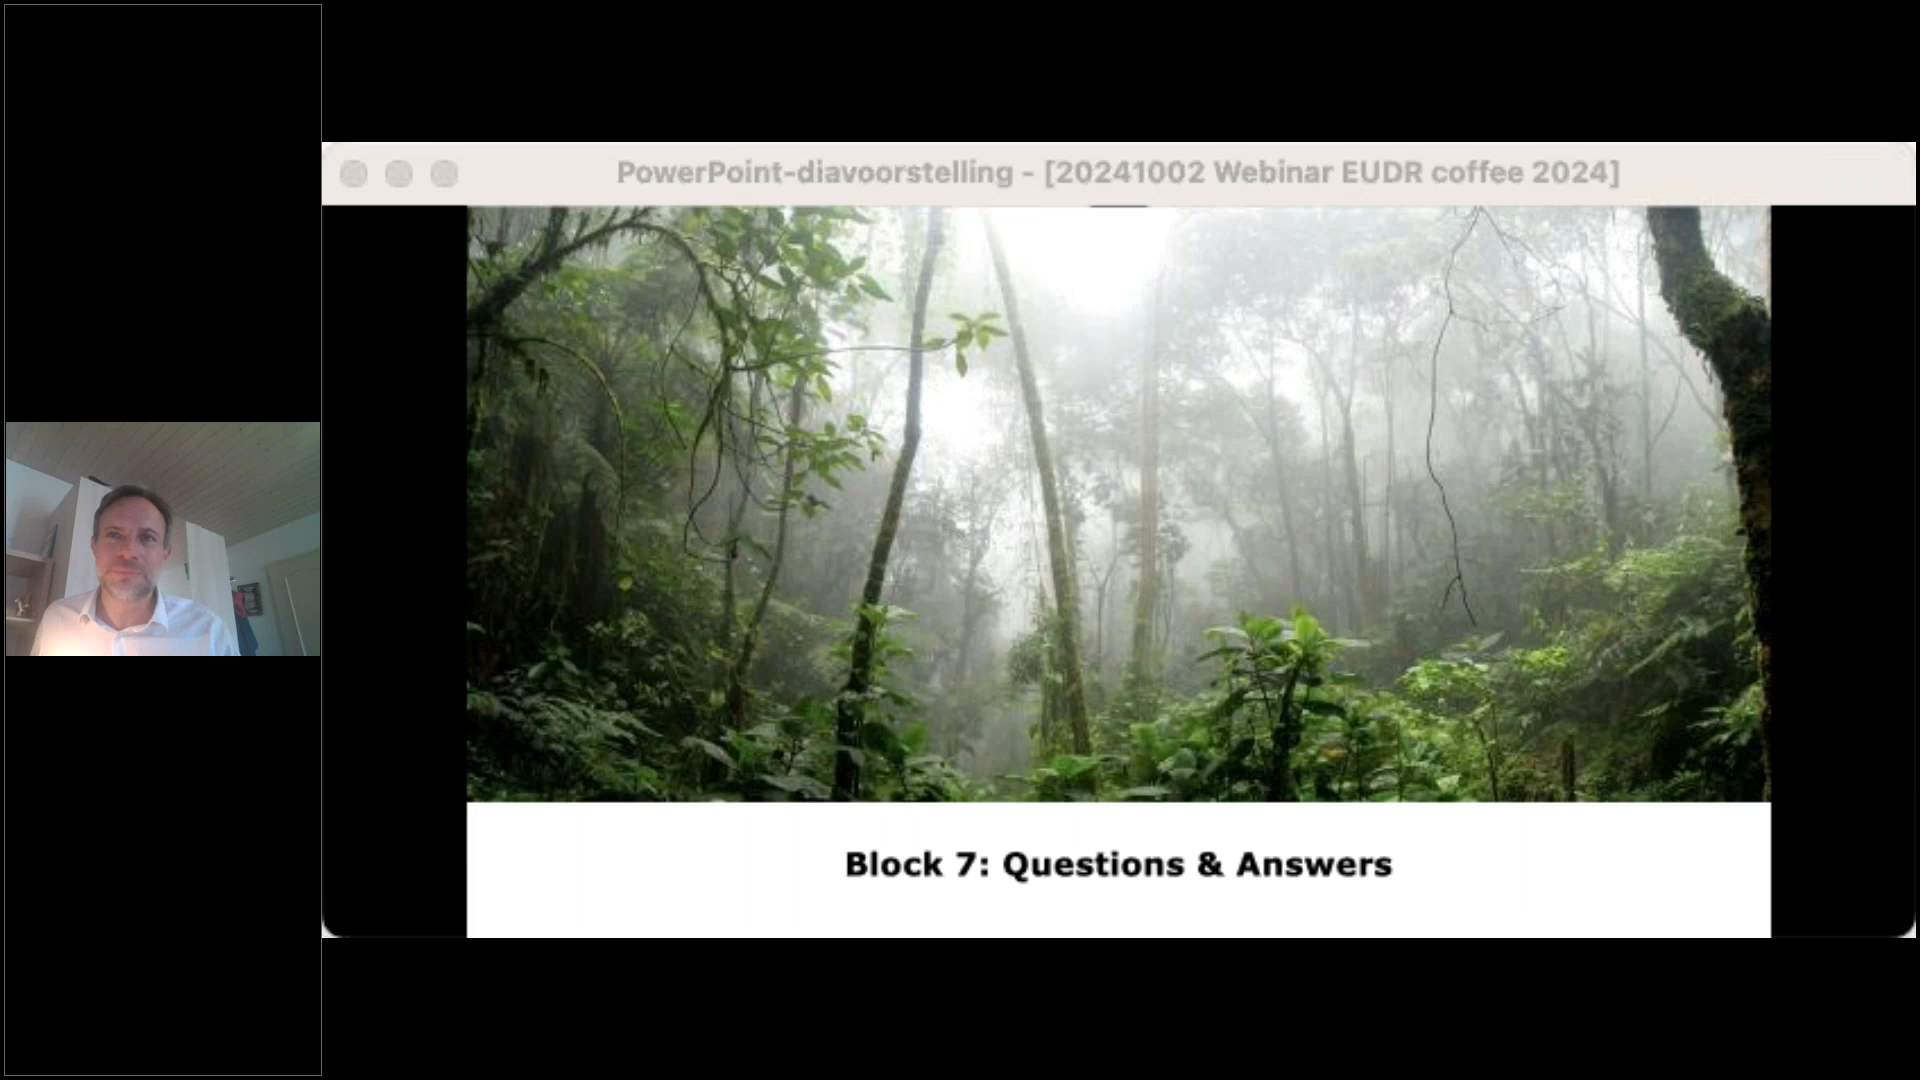 PowerPoint-diavoorstelling - [20241002 Webinar EUDR coffee 2024]
Block 7: Questions & Answers